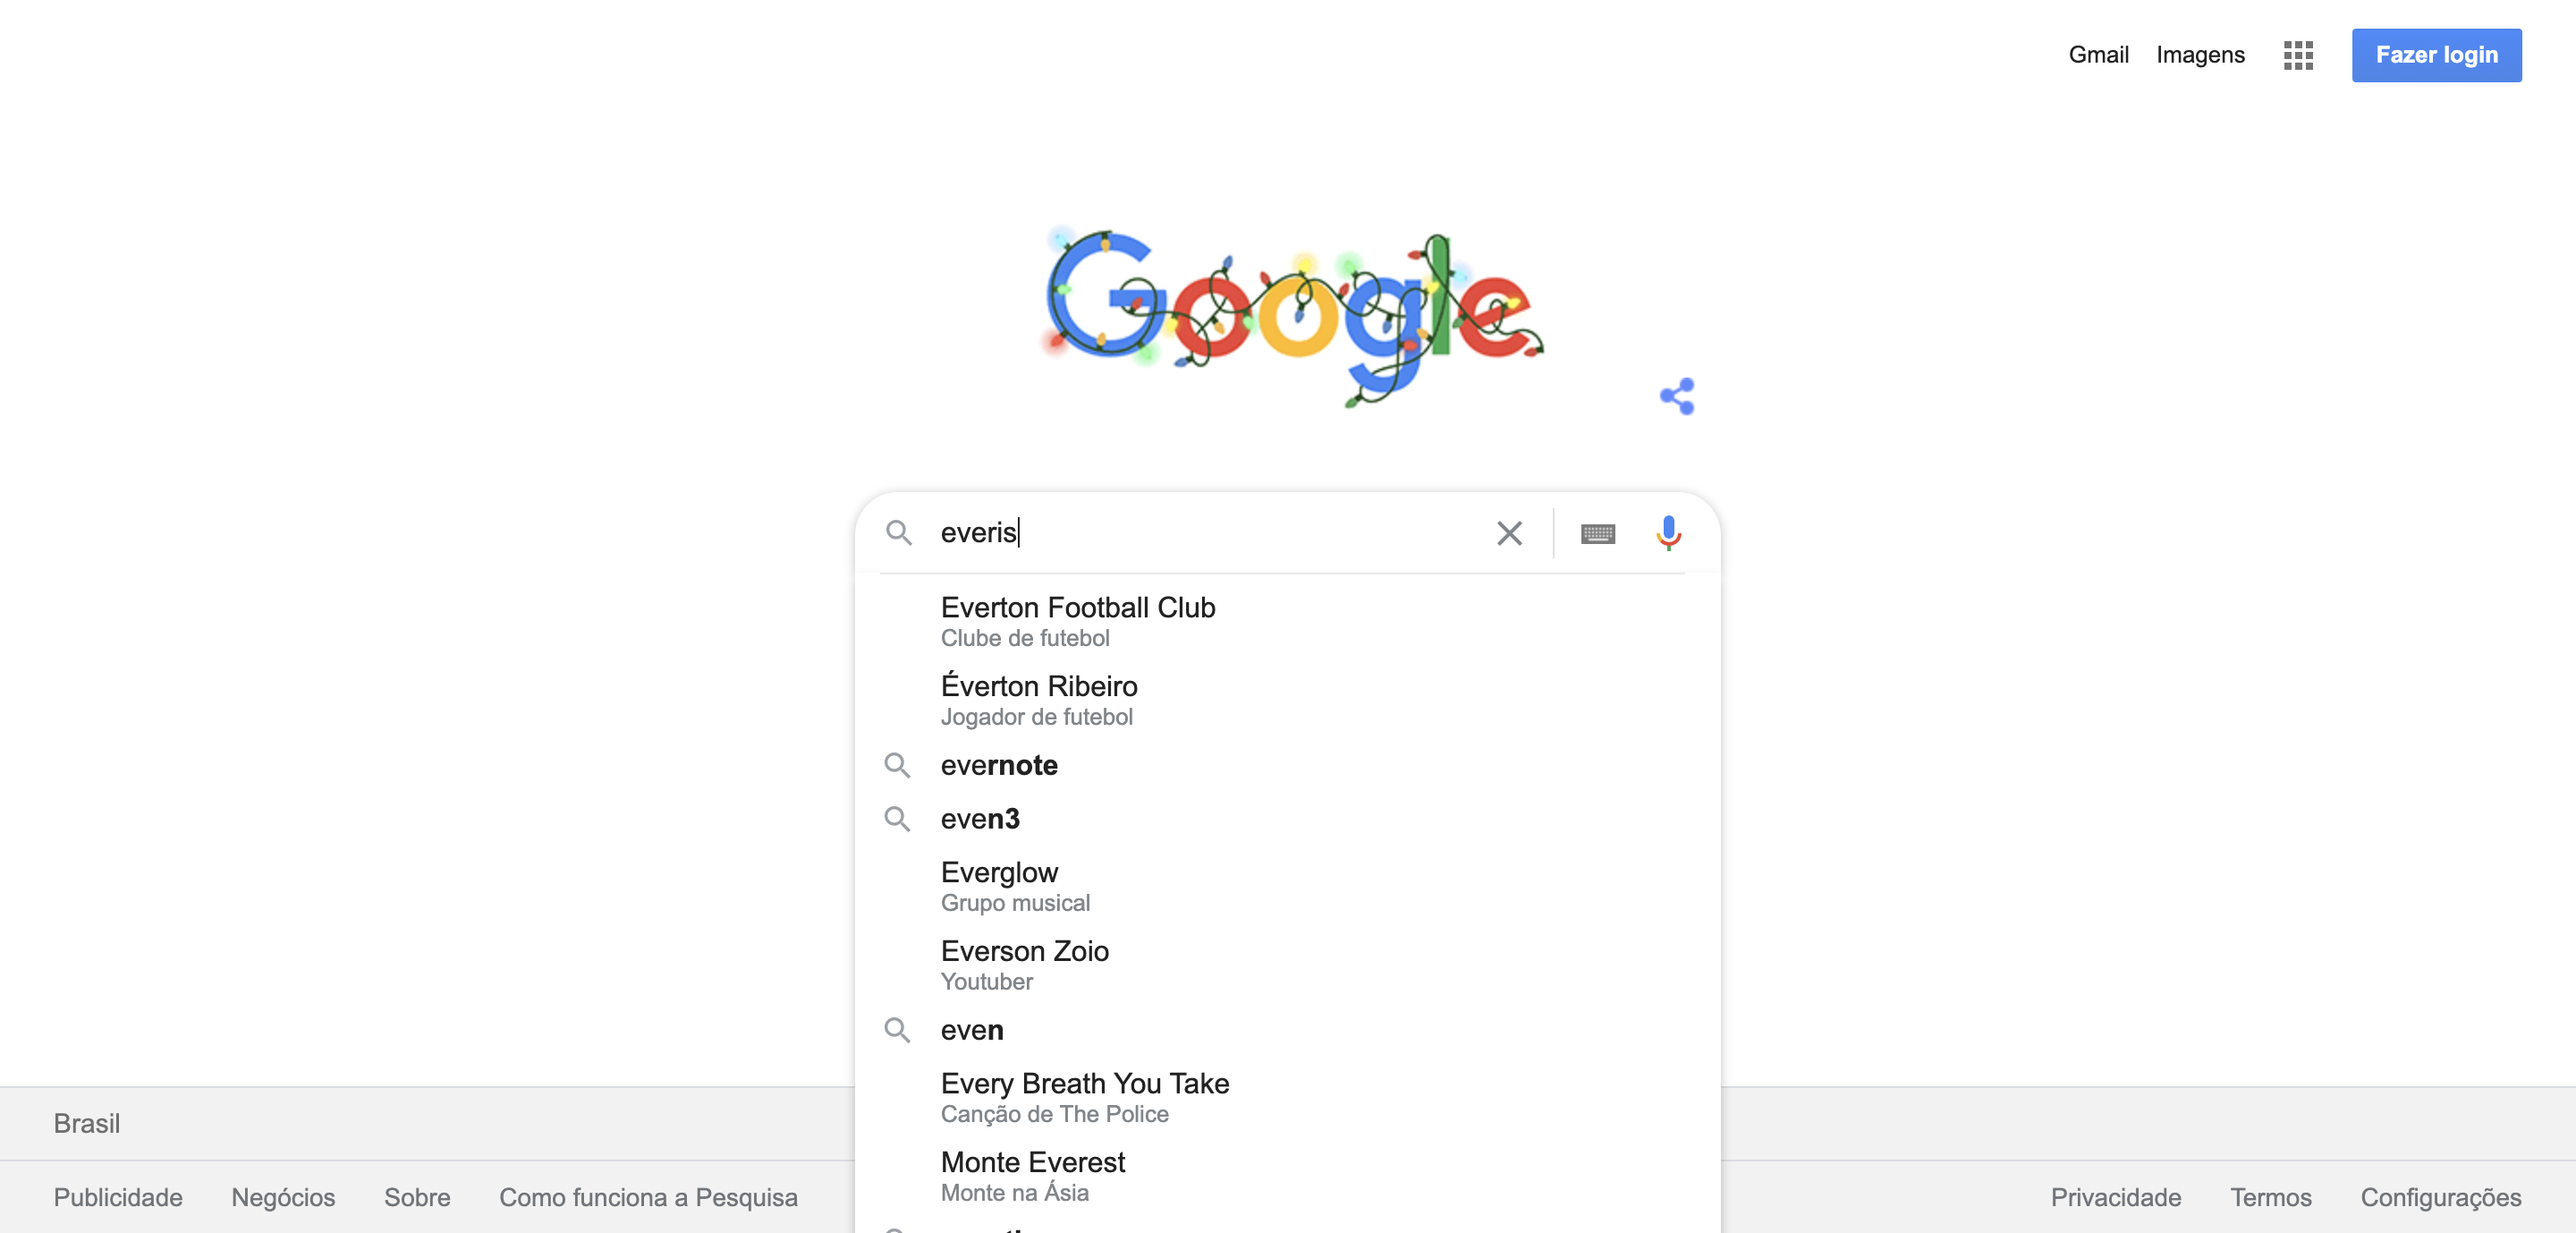 Gmail Imagens Fazer login
Google
everis
Everton Football Club
Clube de futebol
Éverton Ribeiro
Jogador de futebol
evernote
even3
Everglow
Grupo musical
Everson Zoio
Youtuber
even
Every Breath You Take
Canção de The Police
Monte Everest
Monte na Ásia
Brasil
Publicidade Negócios Sobre Como funciona a Pesquisa Privacidade Termos Configurações